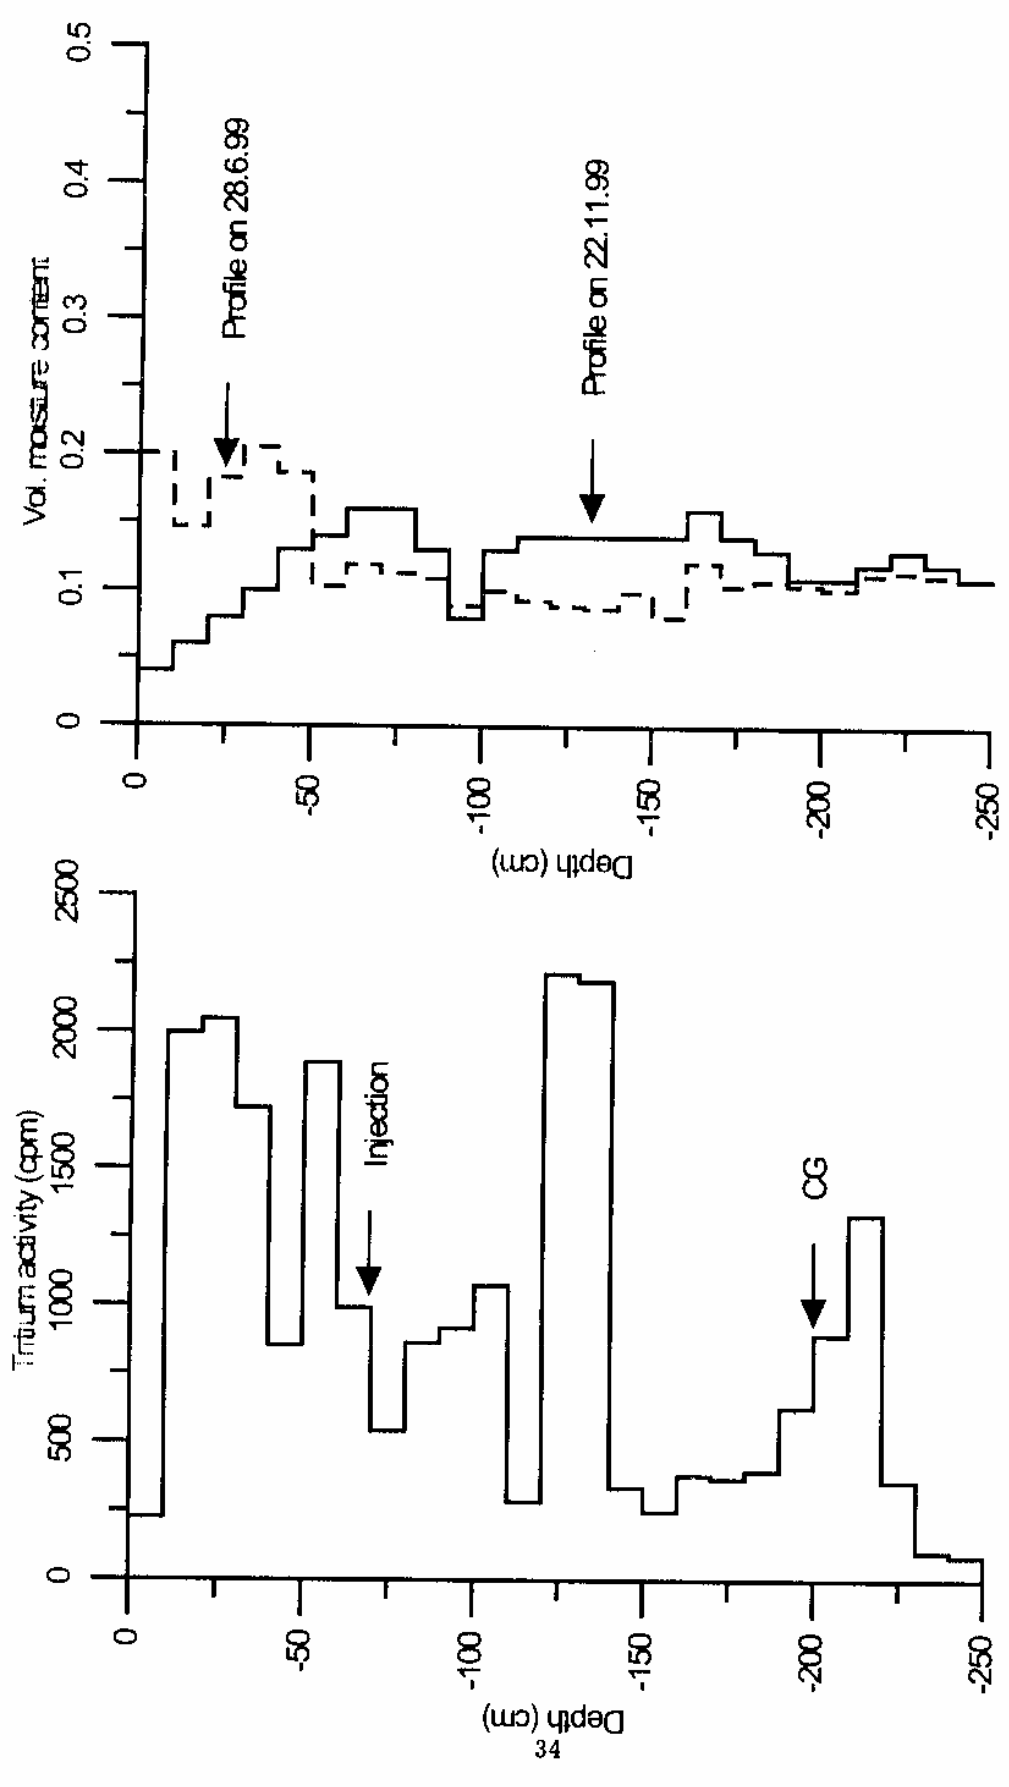 Tritium activity (cpm)
0 500 1000 1500 2000 2500
Depth (cm)
0
-50
-100
-150
-200
-250
Injection
CG
Vol. moisture content
0 0.1 0.2 0.3 0.4 0.5
Depth (cm)
0
-50
-100
-150
-200
-250
Profile on 28.6.99
Profile on 22.11.99
34